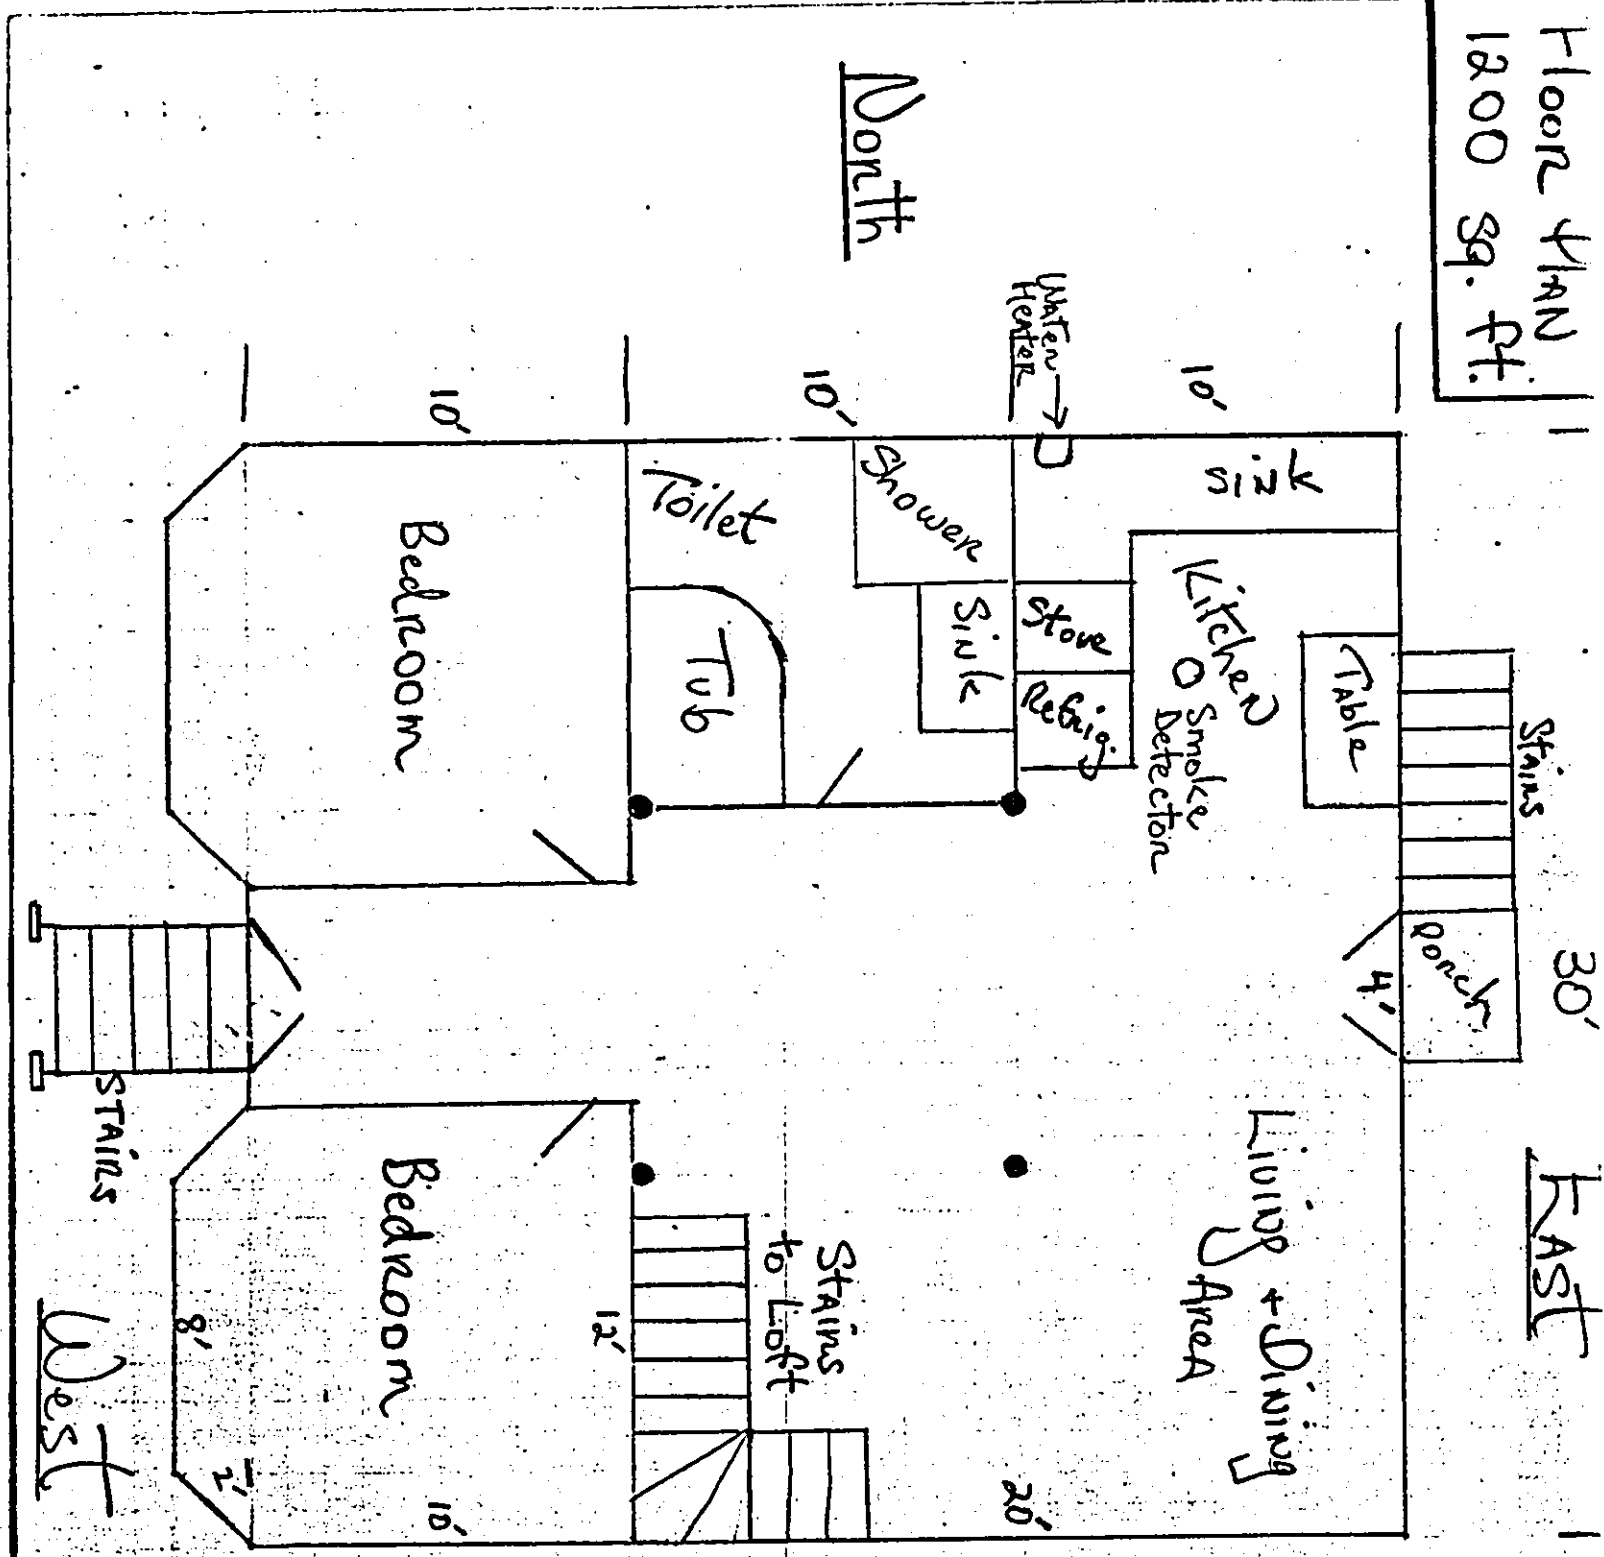 Floor Plan
1200 sq. ft.
North
East
30'
Stairs
Porch
4'
10'
10'
10'
Water
Heater
Sink
Kitchen
Smoke
Detector
Table
Stove
Refrig.
Shower
Sink
Toilet
Tub
Bedroom
Living + Dining
Area
20'
Stairs
to Loft
12'
Bedroom
10'
8'
2'
Stairs
West